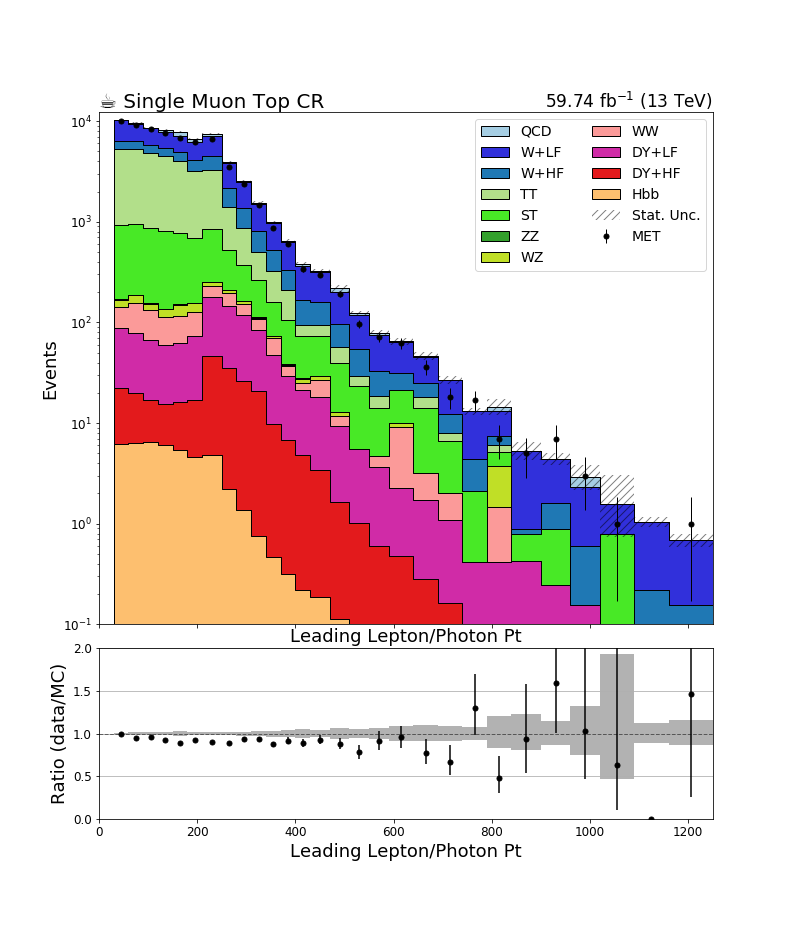 ☕ Single Muon Top CR
59.74 fb⁻¹ (13 TeV)
QCD
W+LF
W+HF
TT
ST
ZZ
WZ
WW
DY+LF
DY+HF
Hbb
Stat. Unc.
MET
Events
10⁴
10³
10²
10¹
10⁰
10⁻¹
Leading Lepton/Photon Pt
Ratio (data/MC)
2.0
1.5
1.0
0.5
0.0
0 200 400 600 800 1000 1200
Leading Lepton/Photon Pt